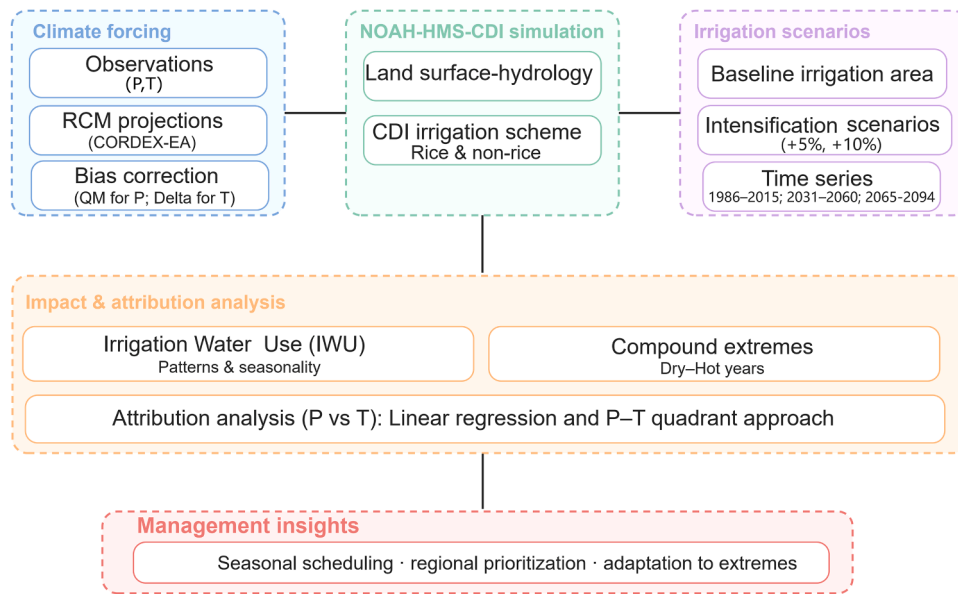 Climate forcing
Observations
(P,T)
RCM projections
(CORDEX-EA)
Bias correction
(QM for P; Delta for T)
NOAH-HMS-CDI simulation
Land surface-hydrology
CDI irrigation scheme
Rice & non-rice
Irrigation scenarios
Baseline irrigation area
Intensification scenarios
(+5%, +10%)
Time series
1986–2015; 2031–2060; 2065-2094
Impact & attribution analysis
Irrigation Water Use (IWU)
Patterns & seasonality
Compound extremes
Dry–Hot years
Attribution analysis (P vs T): Linear regression and P–T quadrant approach
Management insights
Seasonal scheduling · regional prioritization · adaptation to extremes